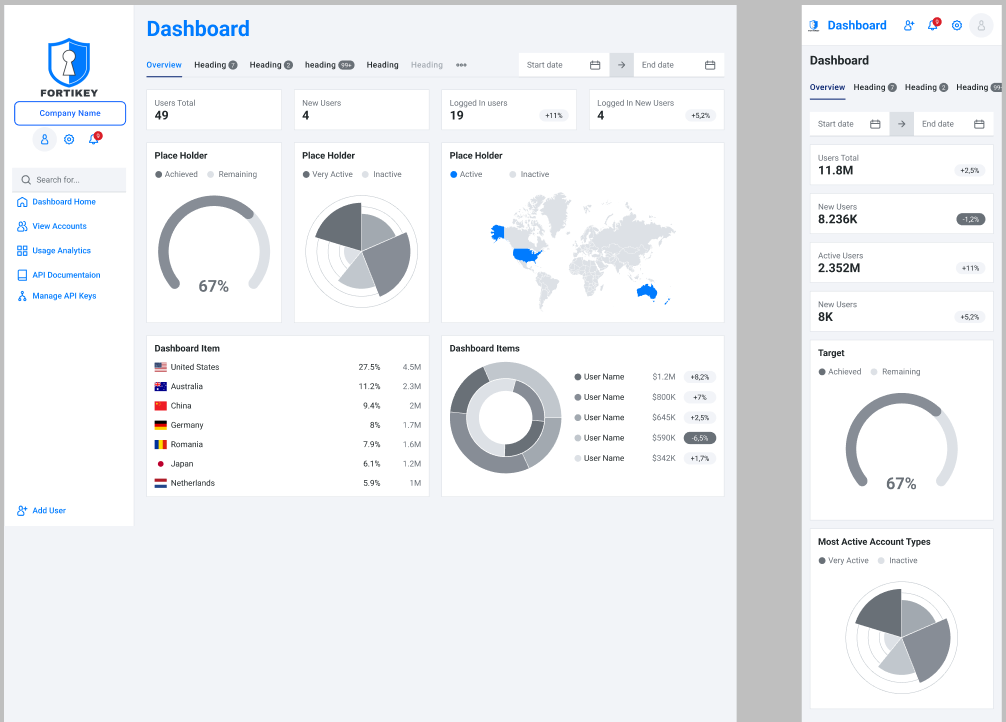 FORTIKEY
Company Name
9
Search for...
Dashboard Home
View Accounts
Usage Analytics
API Documentaion
Manage API Keys
Add User
Dashboard
Overview Heading 7 Heading 2 heading 99+ Heading Heading
Start date End date
Users Total
49
New Users
4
Logged In users
19 +11%
Logged In New Users
4 +5,2%
Place Holder
Achieved Remaining
67%
Place Holder
Very Active Inactive
Place Holder
Active Inactive
Dashboard Item
United States 27.5% 4.5M
Australia 11.2% 2.3M
China 9.4% 2M
Germany 8% 1.7M
Romania 7.9% 1.6M
Japan 6.1% 1.2M
Netherlands 5.9% 1M
Dashboard Items
User Name $1.2M +8,2%
User Name $800K +7%
User Name $645K +2,5%
User Name $590K -6,5%
User Name $342K +1,7%
Dashboard 9
Dashboard
Overview Heading 7 Heading 2 Heading 99+
Start date End date
Users Total
11.8M +2,5%
New Users
8.236K -1,2%
Active Users
2.352M +11%
New Users
8K +5,2%
Target
Achieved Remaining
67%
Most Active Account Types
Very Active Inactive